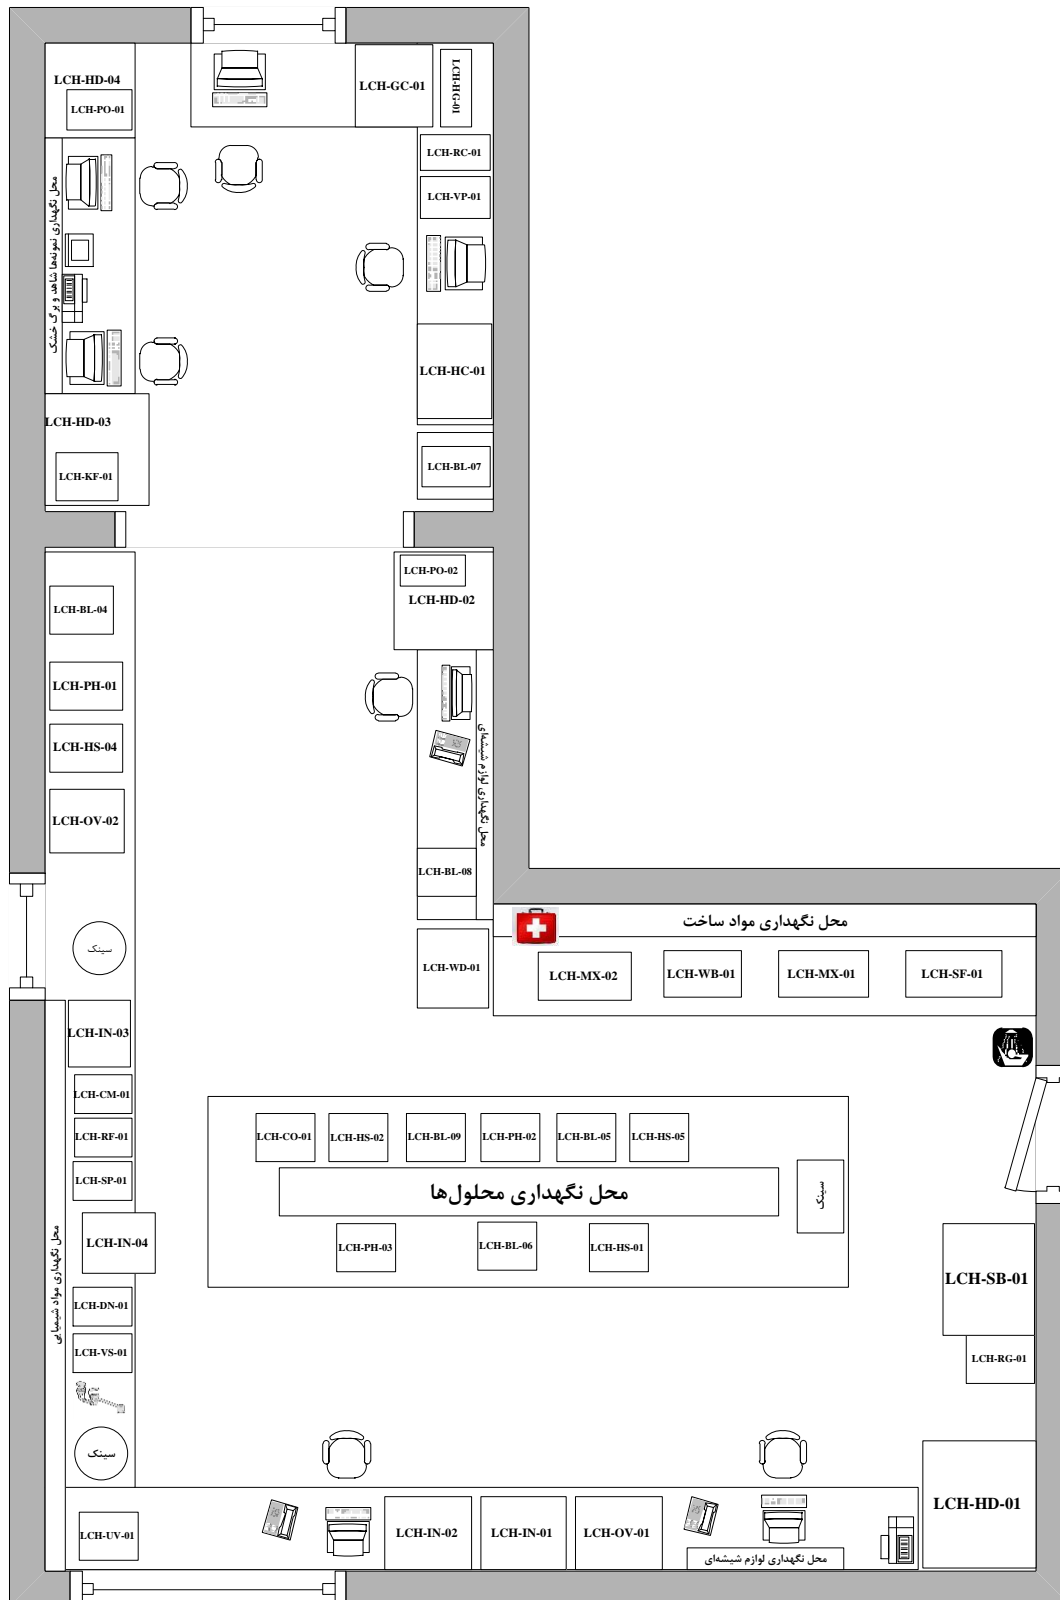 LCH-HD-04
LCH-PO-01
LCH-GC-01
LCH-HG-01
LCH-RC-01
LCH-VP-01
محل نگهداری نمونه‌ها شاهد و برگ خشک
LCH-HC-01
LCH-HD-03
LCH-KF-01
LCH-BL-07
LCH-PO-02
LCH-HD-02
LCH-BL-04
LCH-PH-01
LCH-HS-04
LCH-OV-02
محل نگهداری لوازم شیشه‌ای
LCH-BL-08
سینک
LCH-WD-01
محل نگهداری مواد ساخت
LCH-MX-02
LCH-WB-01
LCH-MX-01
LCH-SF-01
LCH-IN-03
LCH-CM-01
LCH-RF-01
LCH-SP-01
LCH-IN-04
LCH-DN-01
LCH-VS-01
محل نگهداری مواد شیمیایی
سینک
LCH-CO-01
LCH-HS-02
LCH-BL-09
LCH-PH-02
LCH-BL-05
LCH-HS-05
محل نگهداری محلول‌ها
سینک
LCH-PH-03
LCH-BL-06
LCH-HS-01
LCH-SB-01
LCH-RG-01
LCH-HD-01
LCH-UV-01
LCH-IN-02
LCH-IN-01
LCH-OV-01
محل نگهداری لوازم شیشه‌ای